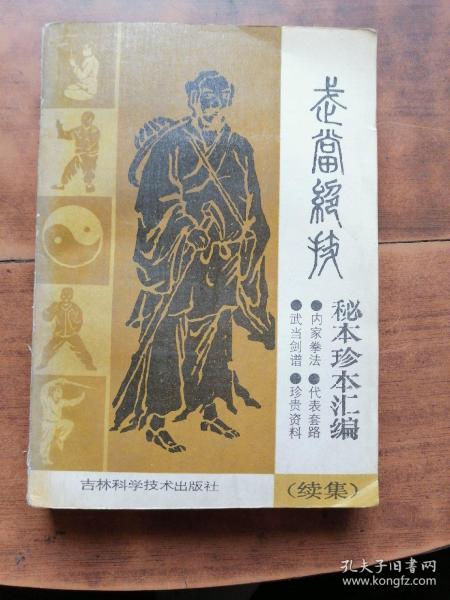 武当绝技
秘本珍本汇编
●内家拳法●代表套路
●武当剑谱●珍贵资料
(续集)
吉林科学技术出版社
孔夫子旧书网
www.kongfz.com